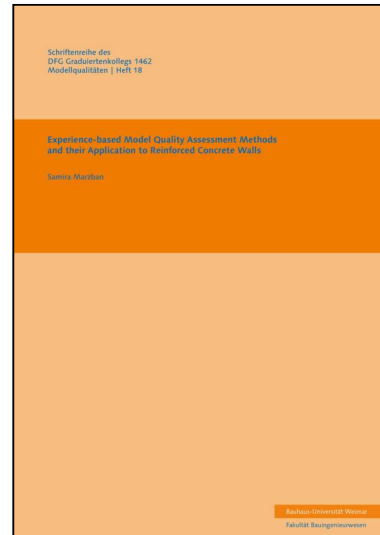 Schriftenreihe des
DFG Graduiertenkollegs 1462
Modellqualitäten | Heft 18
Experience-based Model Quality Assessment Methods
and their Application to Reinforced Concrete Walls
Samira Marzban
Bauhaus-Universität Weimar
Fakultät Bauingenieurwesen